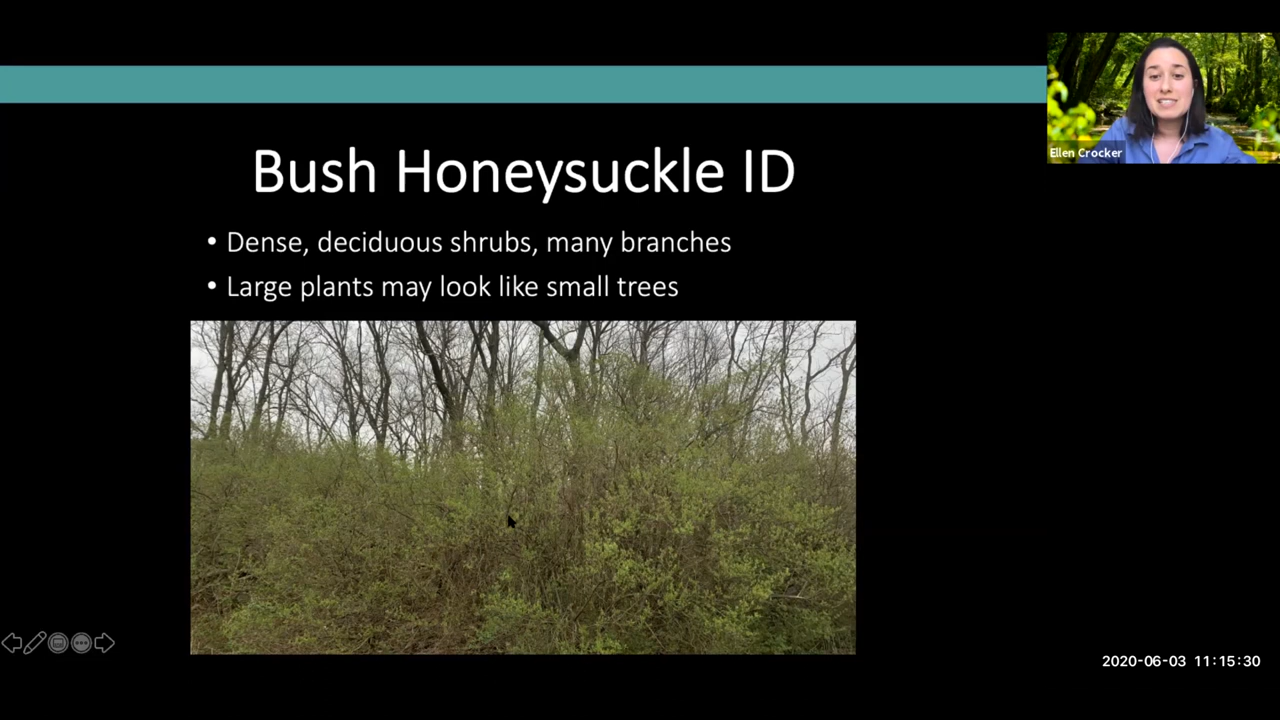 Ellen Crocker
Bush Honeysuckle ID
• Dense, deciduous shrubs, many branches
• Large plants may look like small trees
2020-06-03 11:15:30